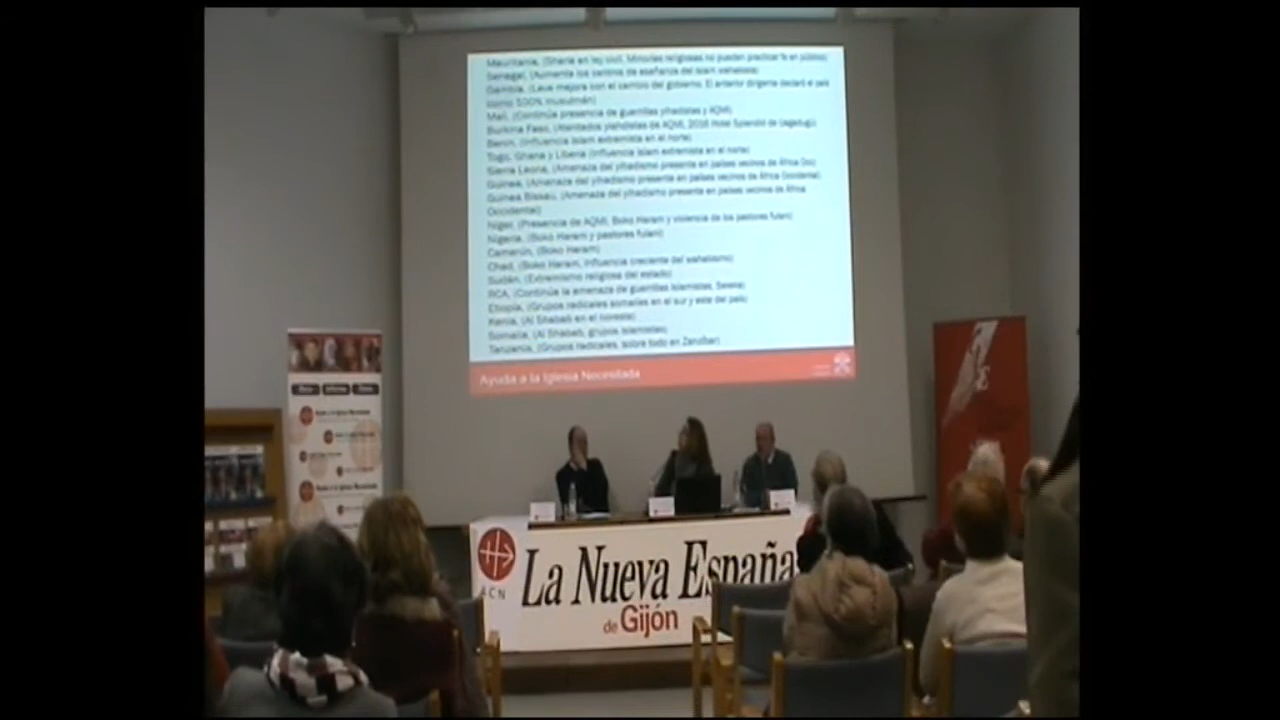 Mauritania, (Sharia en ley civil. Minorías religiosas no pueden practicar fe en público)
Senegal, (Aumenta los centros de eseñanza del islam wahabista)
Gambia, (Leve mejora con el cambio del gobierno. El anterior dirigente declaró el país
como 100% musulmán)
Mali, (Continúa presencia de guerrillas yihadistas y AQMI)
Burkina Faso, (Atentados yishdistas de AQMI, 2016 Hotel Splendid de Uagadugú)
Benin, (Influencia islam extremista en el norte)
Togo, Ghana y Liberia (Influencia islam extremista en el norte)
Sierra Leona, (Amenaza del yihadismo presente en países vecinos de África Occ)
Guinea, (Amenaza del yihadismo presente en países vecinos de África Occidental)
Guinea Bissau, (Amenaza del yihadismo presente en países vecinos de África
Occidental)
Níger, (Presencia de AQMI, Boko Haram y violencia de los pastores fulani)
Nigeria, (Boko Haram y pastores fulani)
Camerún, (Boko Haram)
Chad, (Boko Haram, influencia creciente del wahabismo)
Sudán, (Extremismo religiosa del estado)
RCA, (Continúa la amenaza de guerrillas islamistas, Seleka)
Etiopía, (Grupos radicales somalíes en el sur y este del país)
Kenia, (Al Shabab en el noreste)
Somalia, (Al Shabab, grupos islamistas)
Tanzania, (Grupos radicales, sobre todo en Zanzíbar)
Ayuda a la Iglesia Necesitada
ACN
La Nueva España
de Gijón